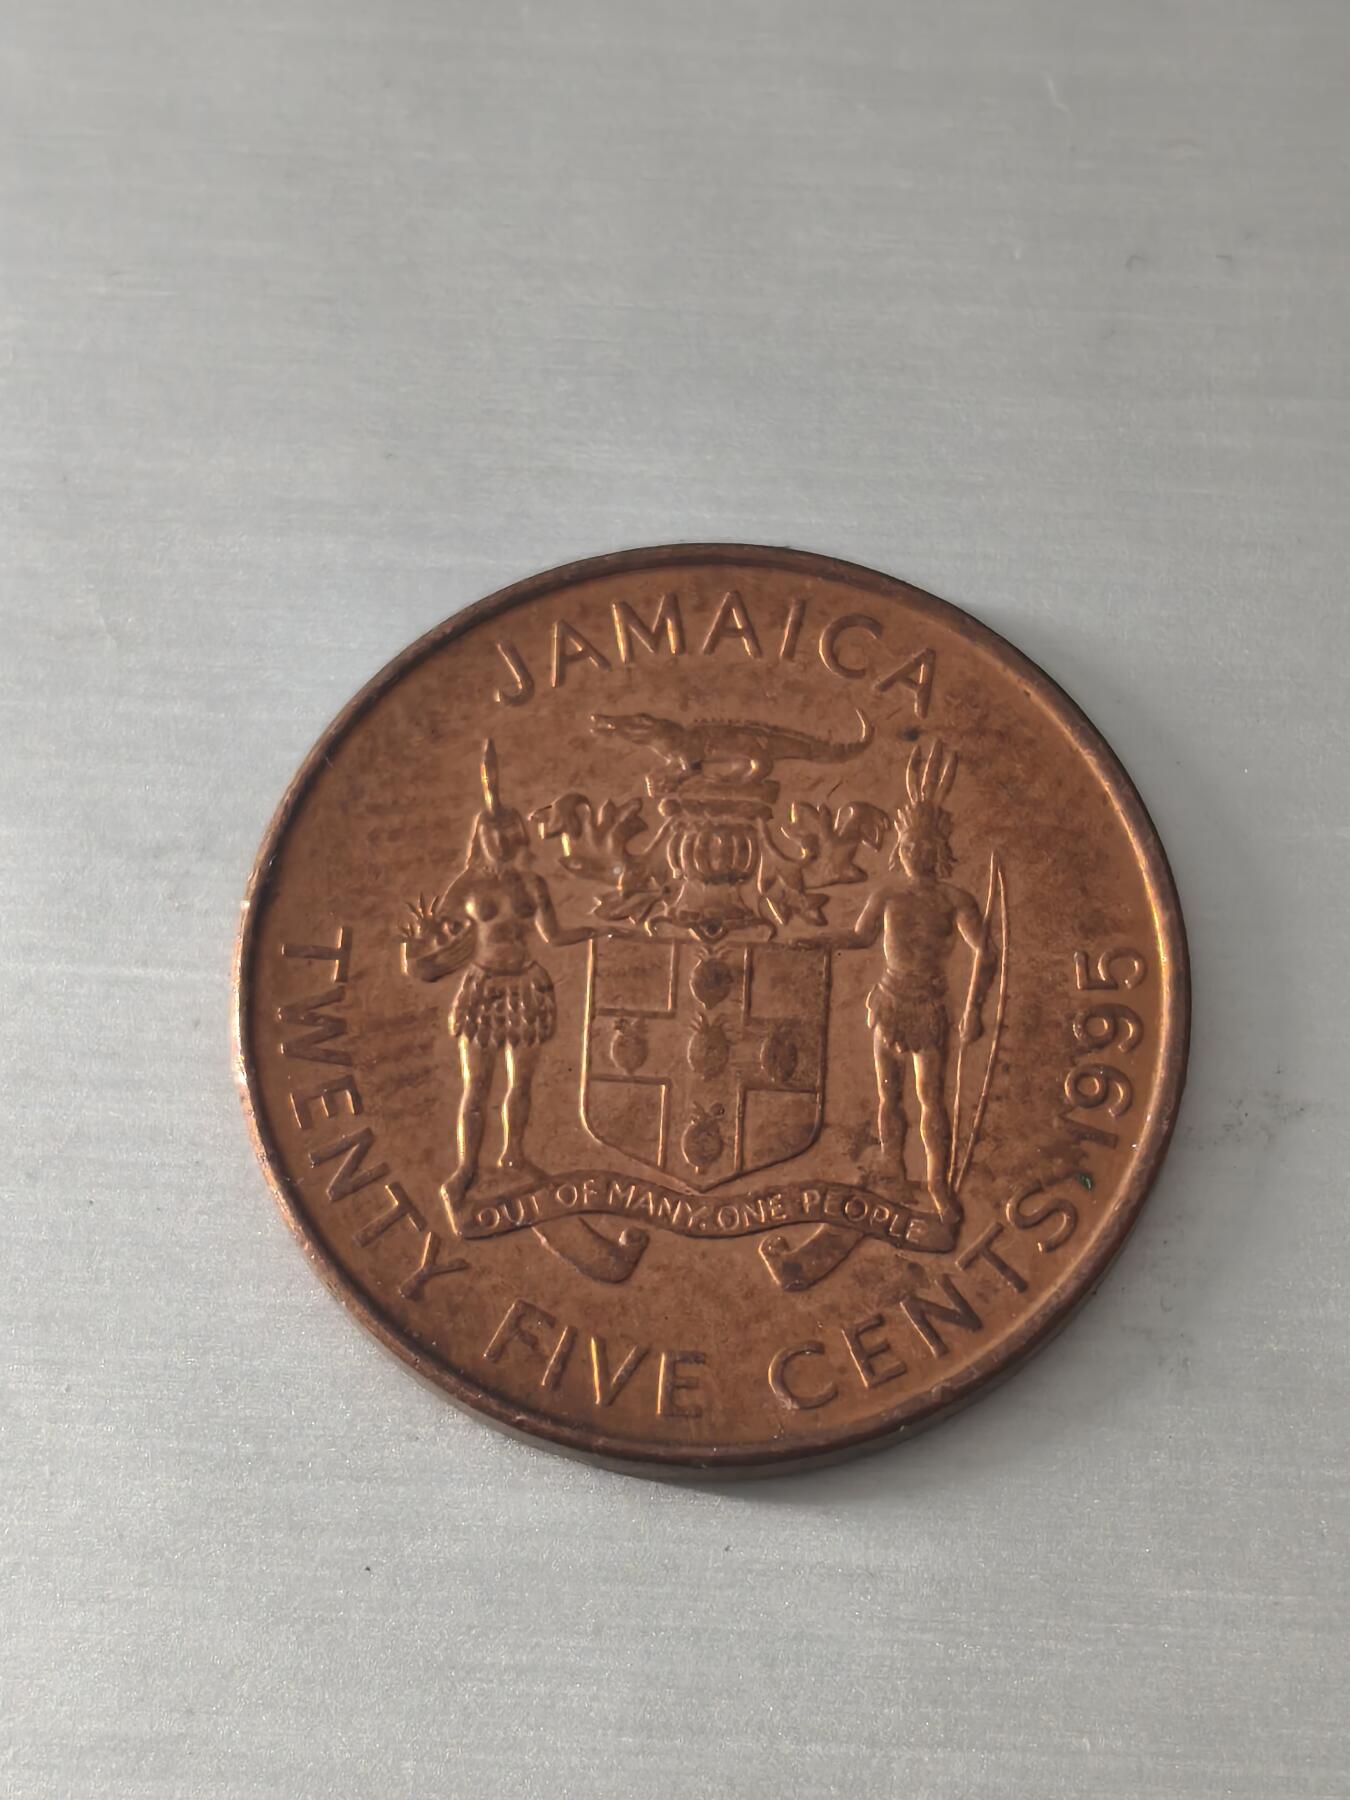 JAMAICA
OUT OF MANY, ONE PEOPLE
TWENTY FIVE CENTS 1995